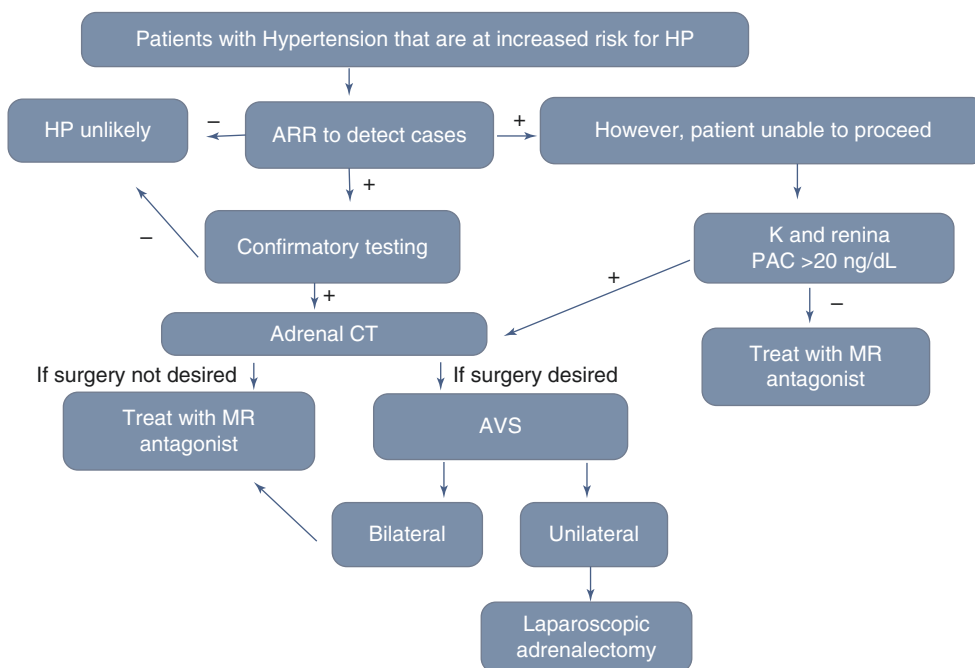 Patients with Hypertension that are at increased risk for HP
HP unlikely
–
ARR to detect cases
+
However, patient unable to proceed
+
–
Confirmatory testing
K and renina
PAC >20 ng/dL
+
+
–
Adrenal CT
Treat with MR
antagonist
If surgery not desired
If surgery desired
Treat with MR
antagonist
AVS
Bilateral
Unilateral
Laparoscopic
adrenalectomy